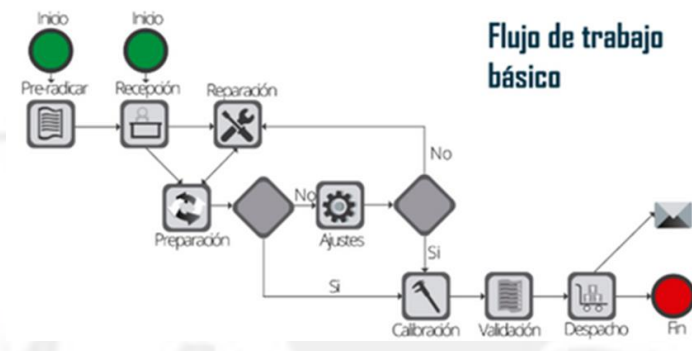 Inicio
Inicio
Flujo de trabajo
básico
Pre-radicar
Recepción
Reparación
No
No
Preparación
Ajustes
Si
Si
Calibración
Validación
Despacho
Fin